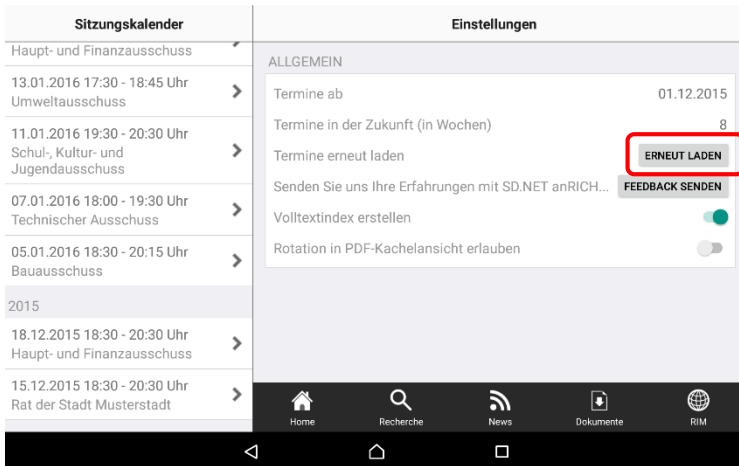 Sitzungskalender
Haupt- und Finanzausschuss
13.01.2016 17:30 - 18:45 Uhr
Umweltausschuss
11.01.2016 19:30 - 20:30 Uhr
Schul-, Kultur- und
Jugendausschuss
07.01.2016 18:00 - 19:30 Uhr
Technischer Ausschuss
05.01.2016 18:30 - 20:15 Uhr
Bauausschuss
2015
18.12.2015 18:30 - 20:30 Uhr
Haupt- und Finanzausschuss
15.12.2015 18:30 - 20:30 Uhr
Rat der Stadt Musterstadt
Einstellungen
ALLGEMEIN
Termine ab 01.12.2015
Termine in der Zukunft (in Wochen) 8
Termine erneut laden ERNEUT LADEN
Senden Sie uns Ihre Erfahrungen mit SD.NET anRICH... FEEDBACK SENDEN
Volltextindex erstellen
Rotation in PDF-Kachelansicht erlauben
Home Recherche News Dokumente RIM